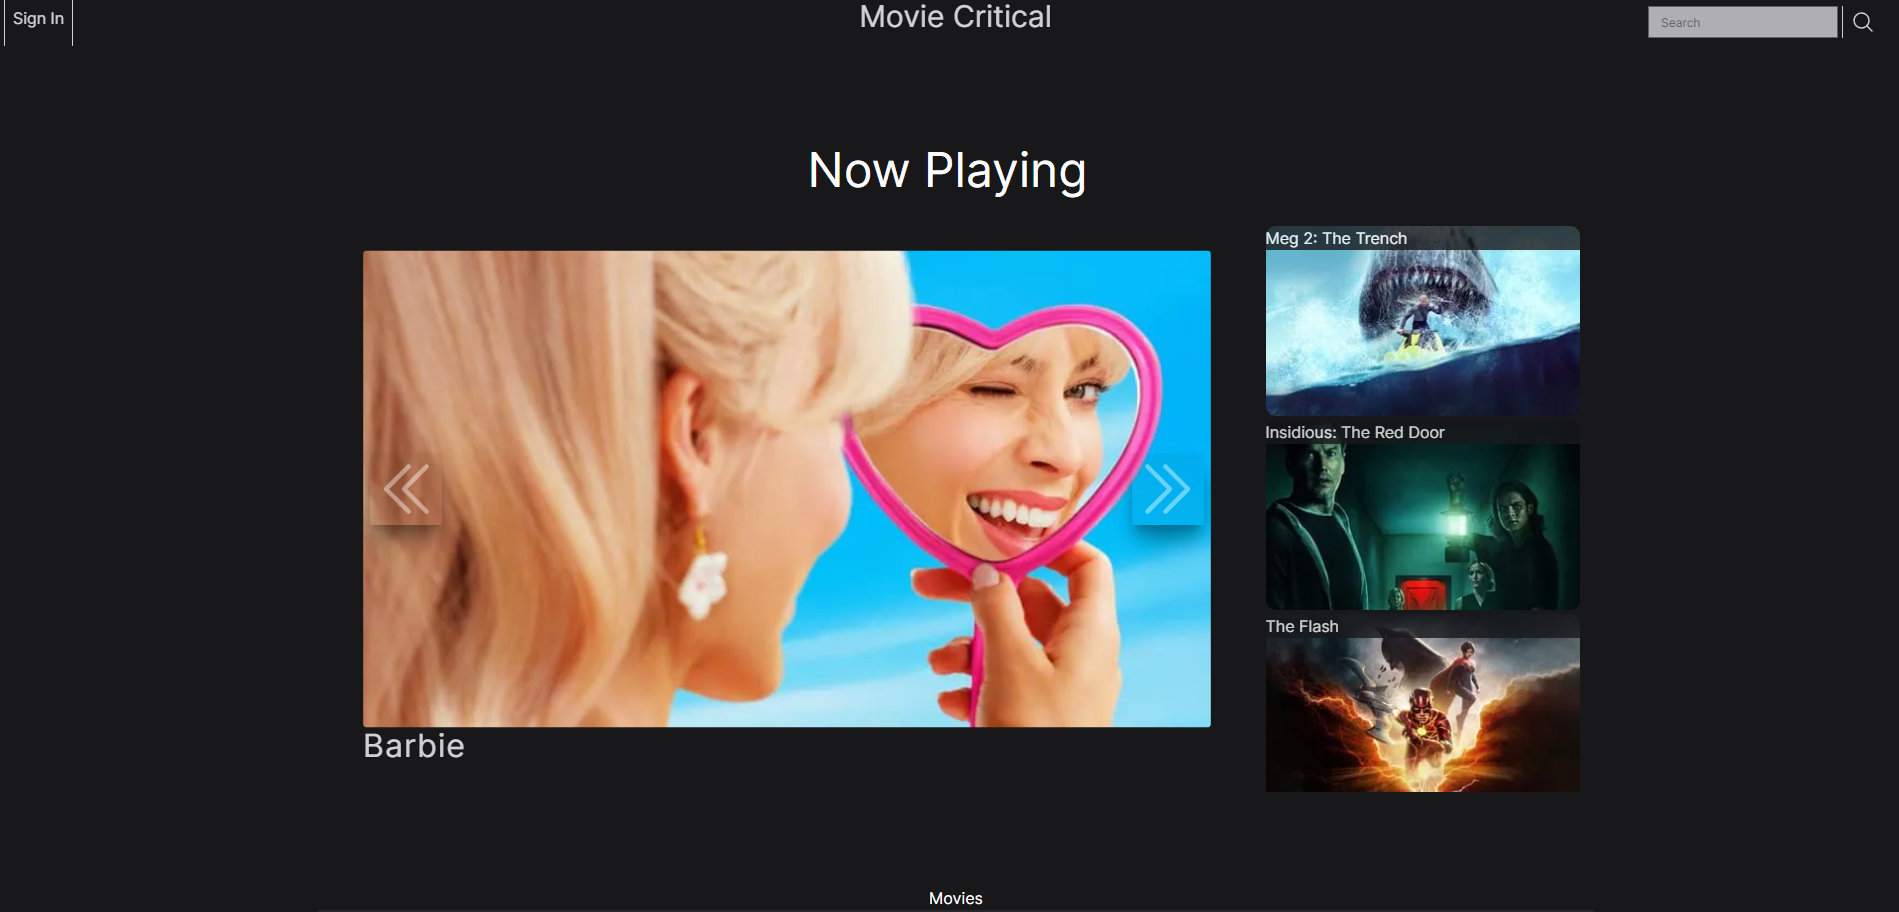 Sign In
Movie Critical
Search
Now Playing
Meg 2: The Trench
Insidious: The Red Door
The Flash
Barbie
Movies